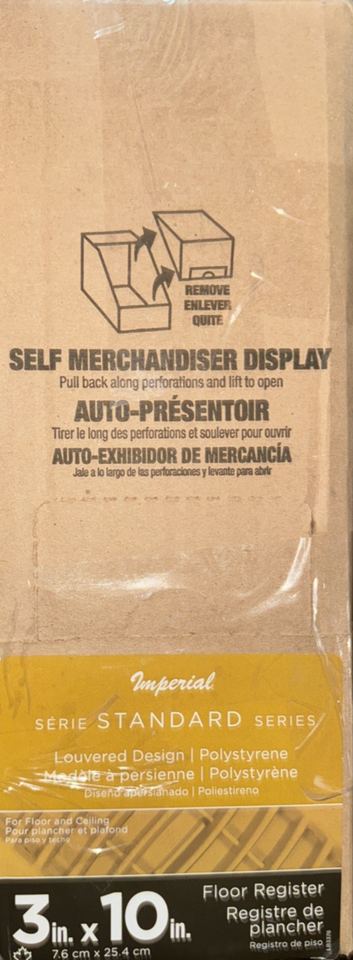 REMOVE
ENLEVER
QUITE
SELF MERCHANDISER DISPLAY
Pull back along perforations and lift to open
AUTO-PRÉSENTOIR
Tirer le long des perforations et soulever pour ouvrir
AUTO-EXHIBIDOR DE MERCANCÍA
Jale a lo largo de las perforaciones y levante para abrir
Imperial
SÉRIE STANDARD SERIES
Louvered Design | Polystyrene
Modèle à persienne | Polystyrène
Diseño apersianado | Poliestireno
For Floor and Ceiling
Pour plancher et plafond
Para piso y techo
3in. x 10in.
7.6 cm x 25.4 cm
Floor Register
Registre de
plancher
Registro de piso